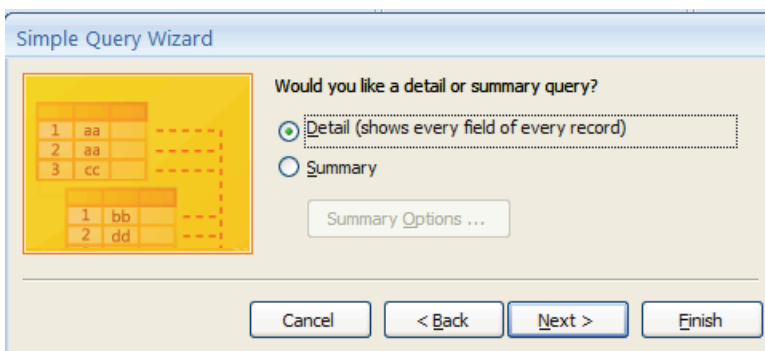 Simple Query Wizard
Would you like a detail or summary query?
Detail (shows every field of every record)
Summary
Summary Options ...
1 aa
2 aa
3 cc
1 bb
2 dd
Cancel
< Back
Next >
Finish